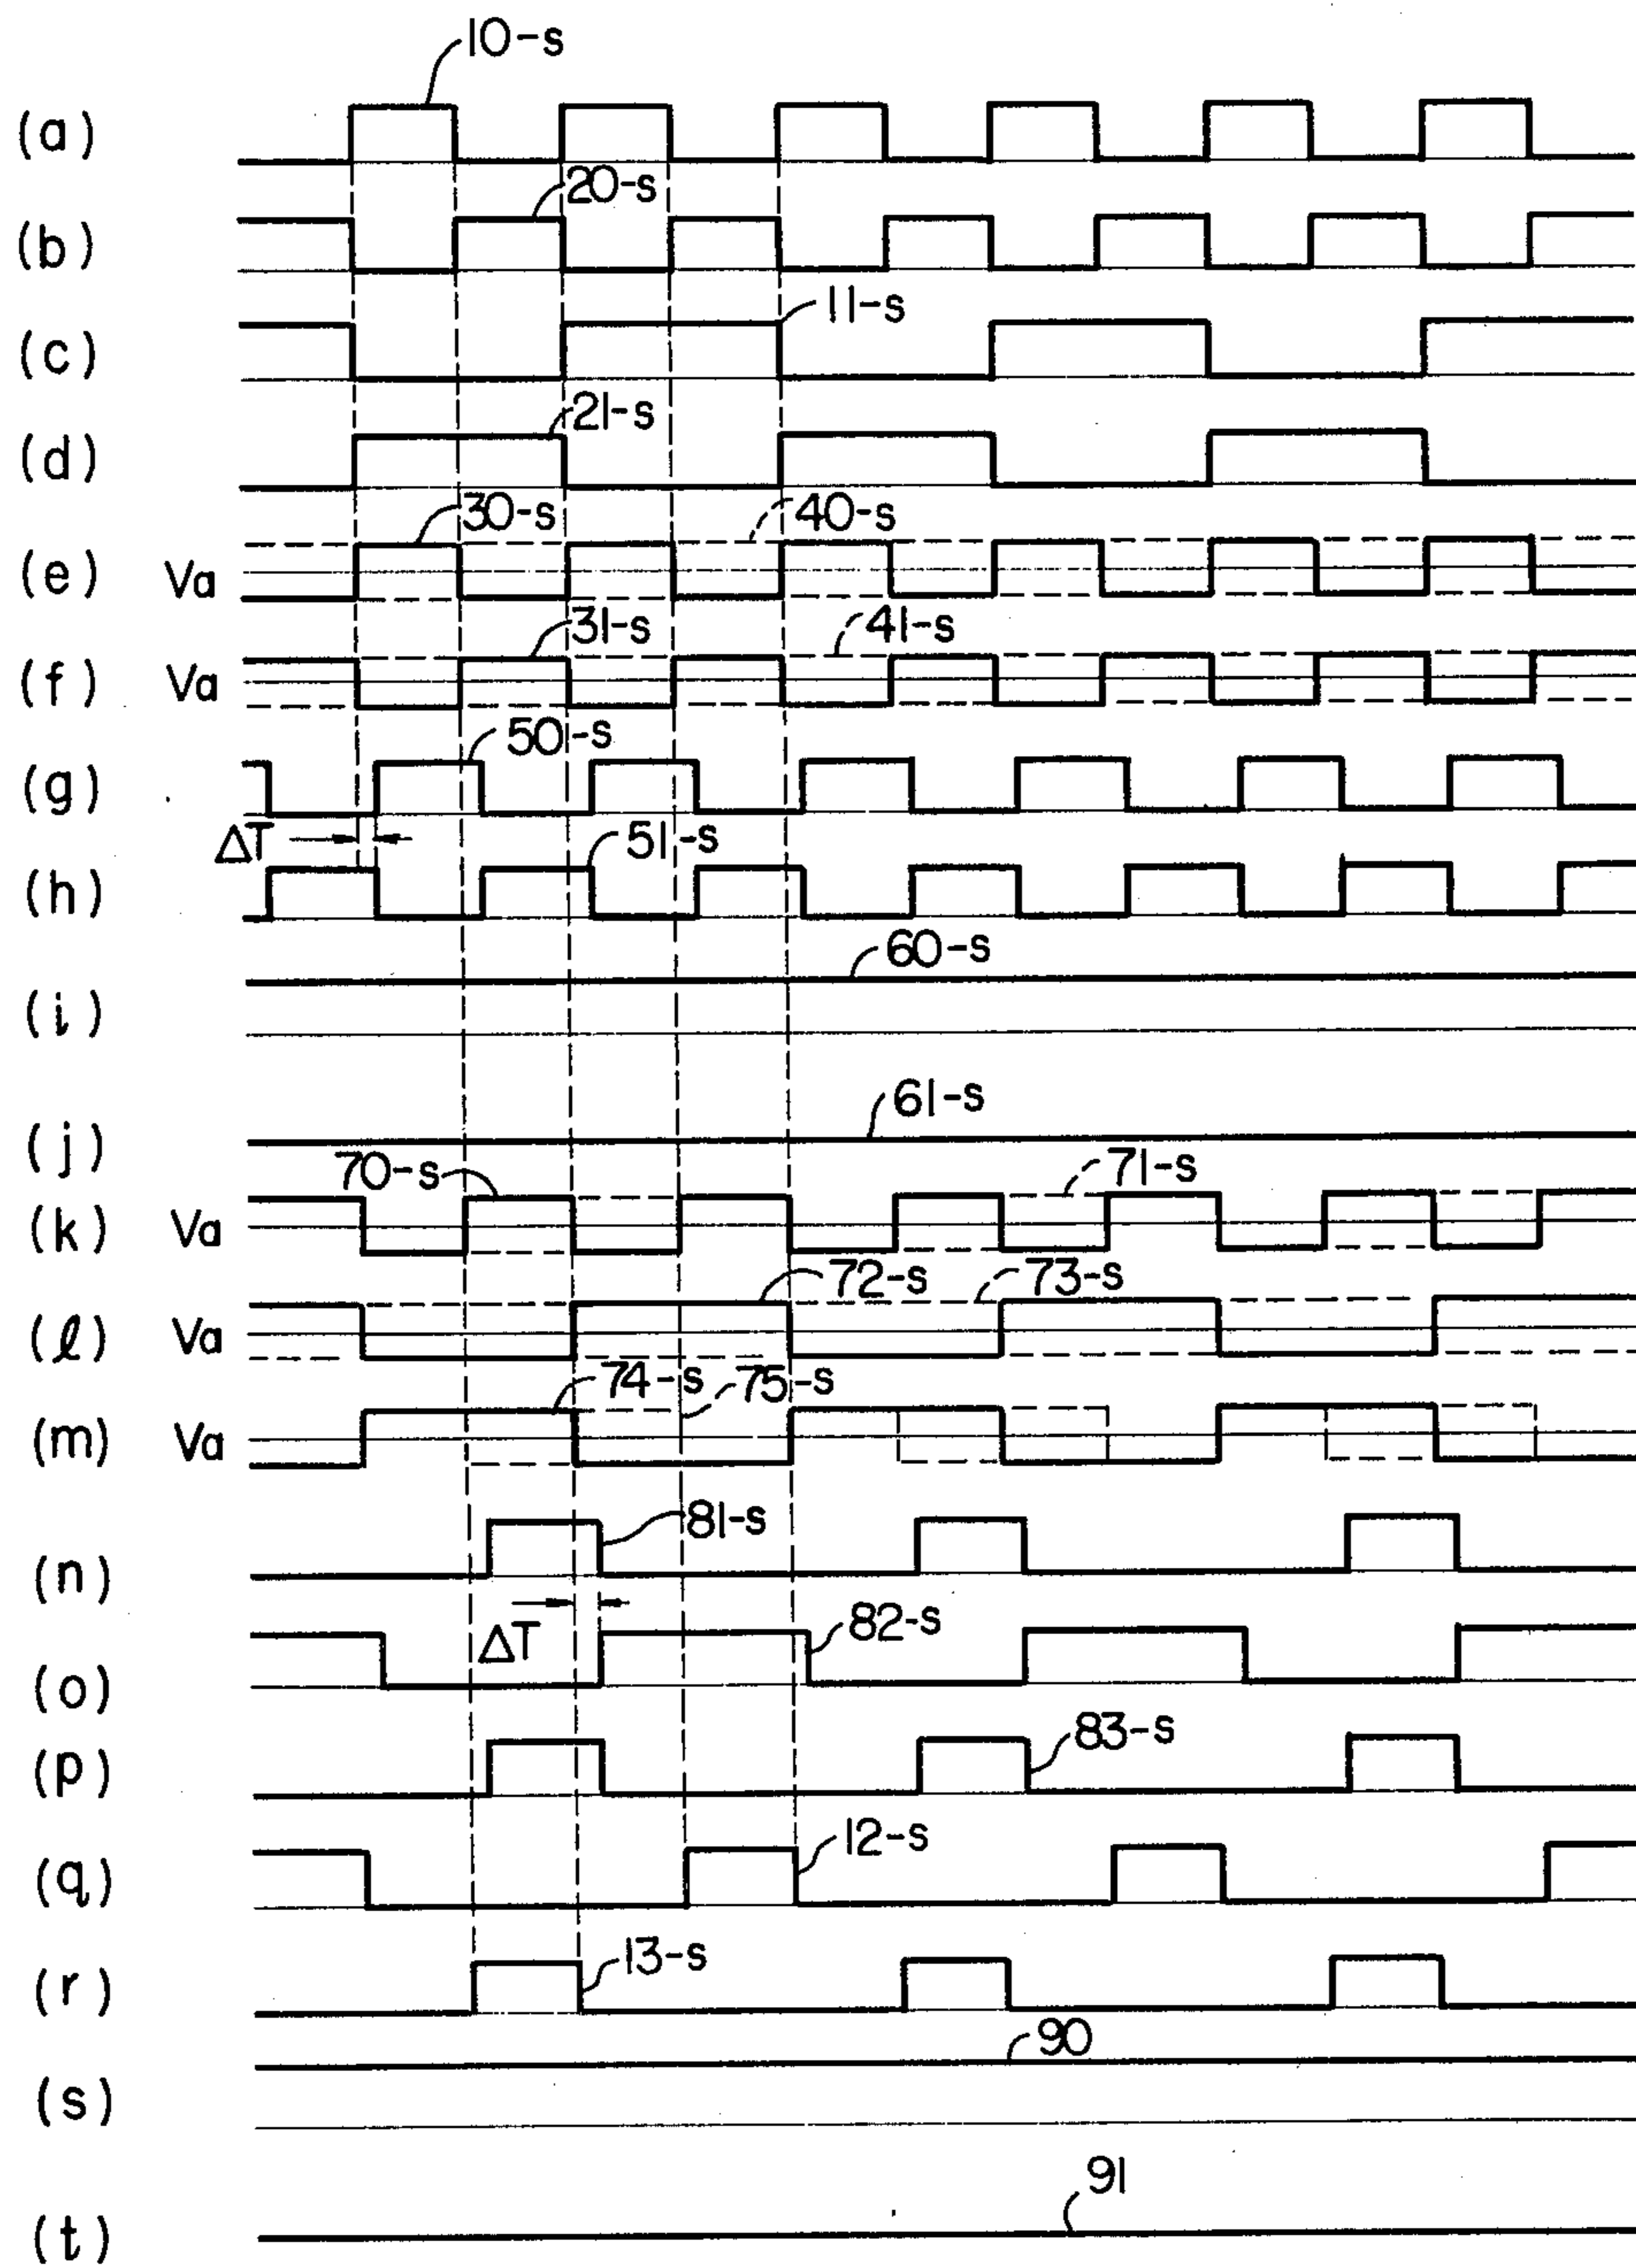 10-s
(a)
20-s
(b)
11-s
(c)
21-s
(d)
30-s
40-s
(e) Va
31-s
41-s
(f) Va
50-s
(g)
ΔT
51-s
(h)
60-s
(i)
61-s
(j)
70-s
71-s
(k) Va
72-s
73-s
(ℓ) Va
74-s
75-s
(m) Va
81-s
(n)
ΔT
82-s
(o)
83-s
(p)
12-s
(q)
13-s
(r)
90
(s)
91
(t)